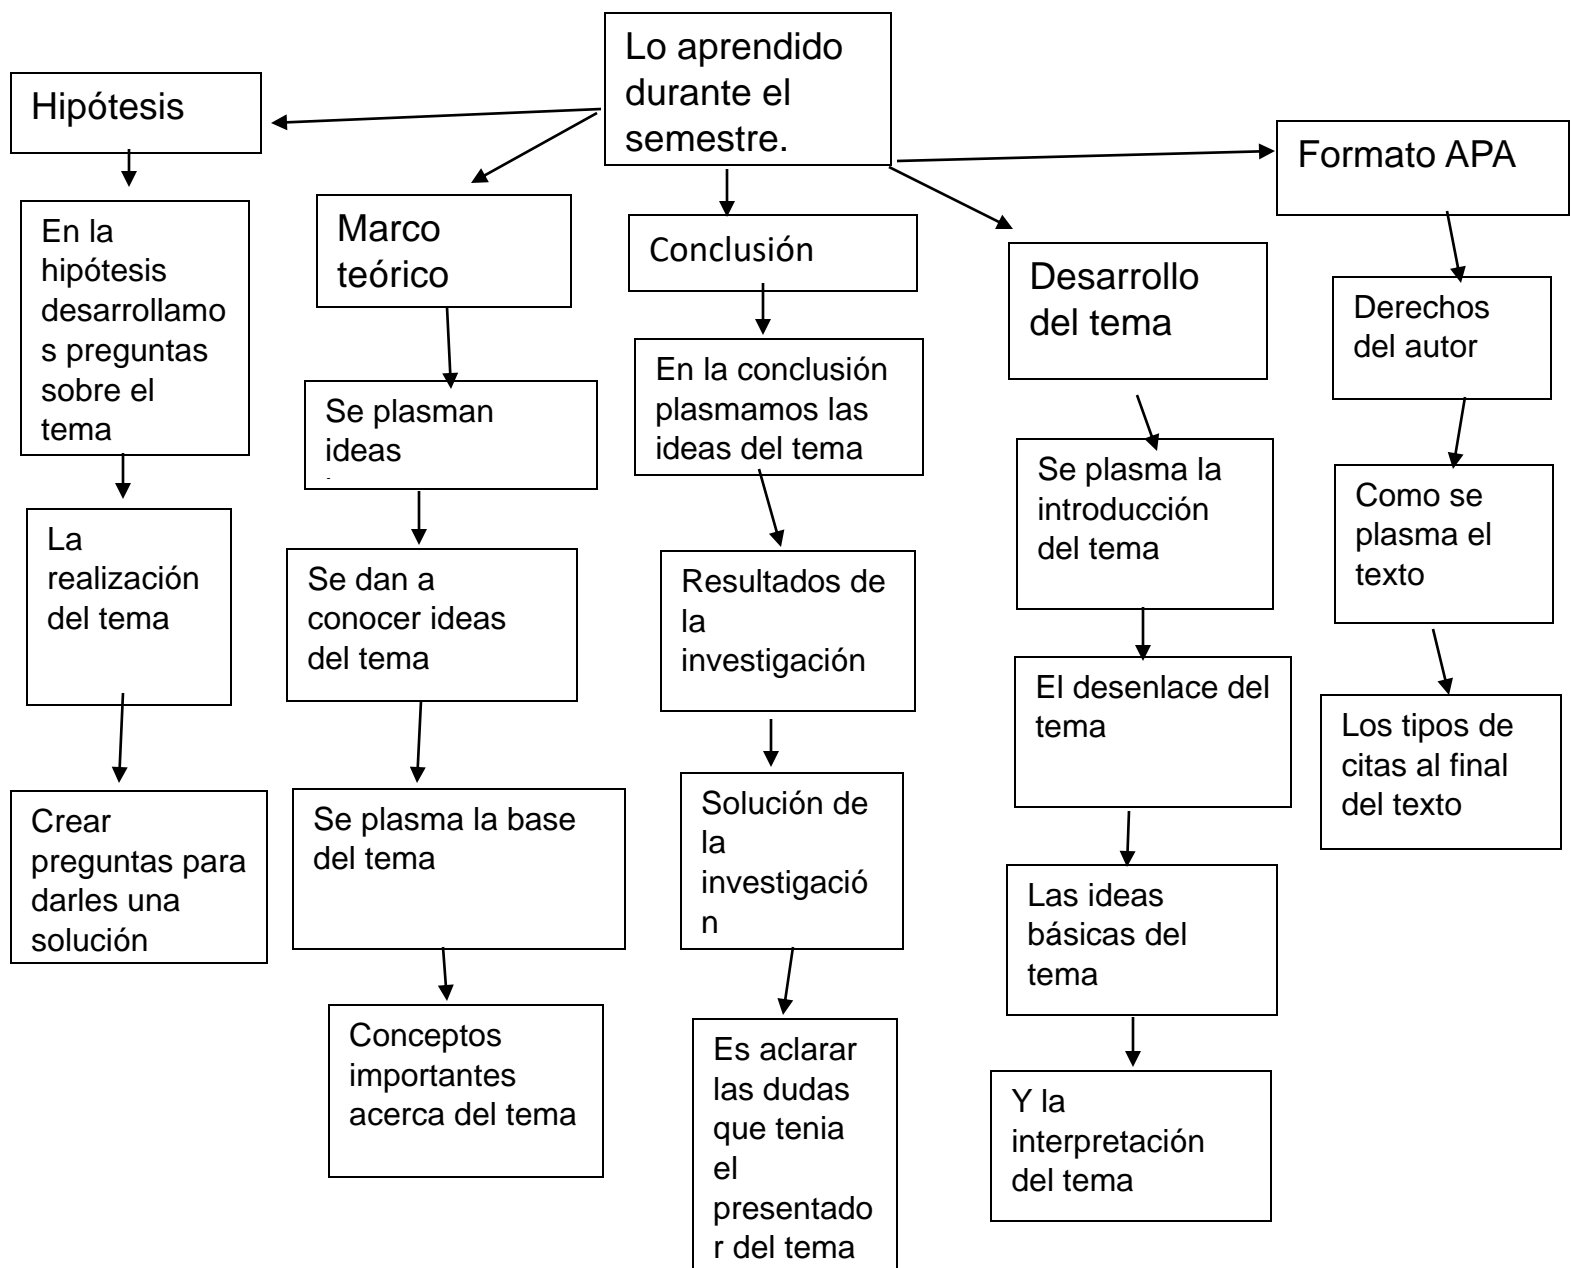 Lo aprendido
durante el
semestre.
Hipótesis
En la
hipótesis
desarrollamo
s preguntas
sobre el
tema
La
realización
del tema
Crear
preguntas para
darles una
solución
Marco
teórico
Se plasman
ideas
Se dan a
conocer ideas
del tema
Se plasma la base
del tema
Conceptos
importantes
acerca del tema
Conclusión
En la conclusión
plasmamos las
ideas del tema
Resultados de
la
investigación
Solución de
la
investigació
n
Es aclarar
las dudas
que tenia
el
presentado
r del tema
Desarrollo
del tema
Se plasma la
introducción
del tema
El desenlace del
tema
Las ideas
básicas del
tema
Y la
interpretación
del tema
Formato APA
Derechos
del autor
Como se
plasma el
texto
Los tipos de
citas al final
del texto